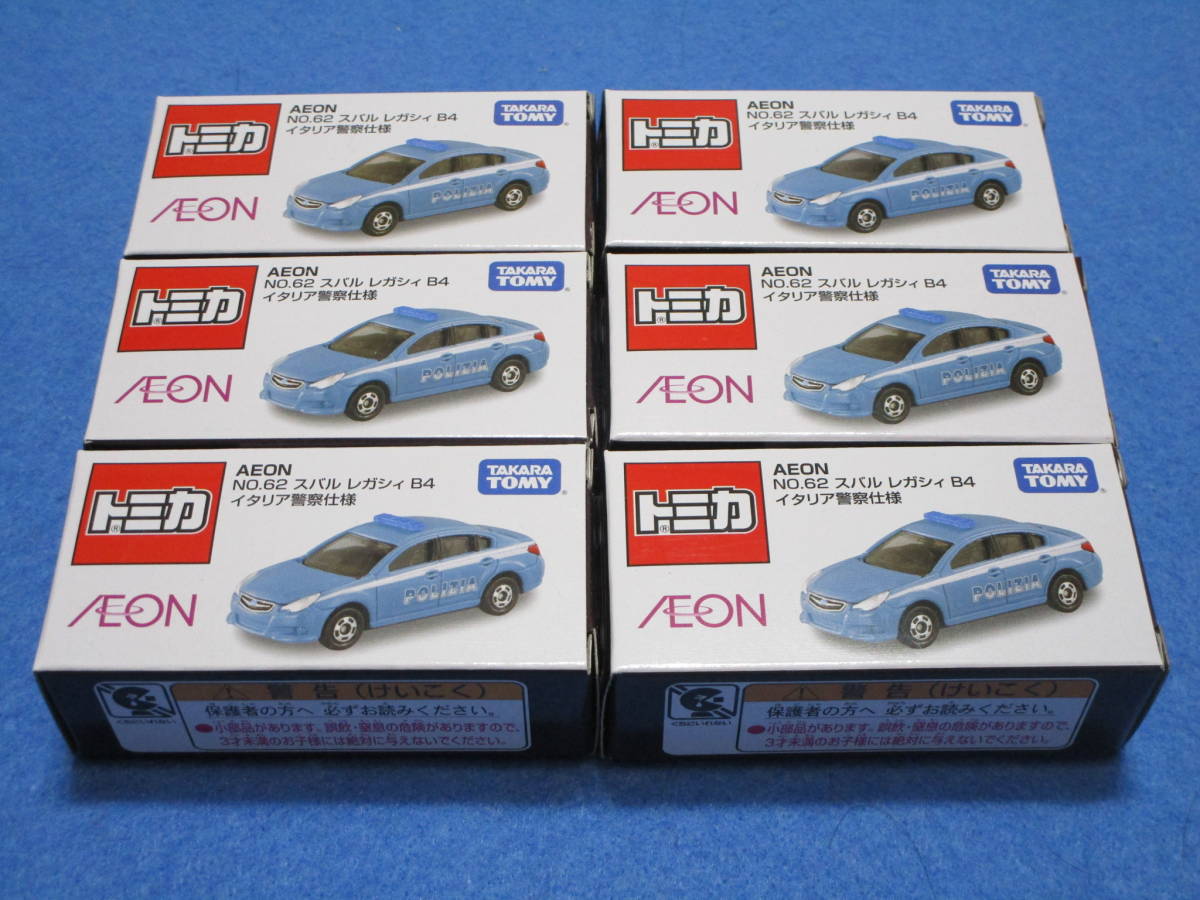 AEON
NO.62 スバル レガシィ B4
イタリア警察仕様
TAKARA
TOMY
トミカ
AEON
POLIZIA
AEON
NO.62 スバル レガシィ B4
イタリア警察仕様
TAKARA
TOMY
トミカ
AEON
POLIZIA
AEON
NO.62 スバル レガシィ B4
イタリア警察仕様
TAKARA
TOMY
トミカ
AEON
POLIZIA
AEON
NO.62 スバル レガシィ B4
イタリア警察仕様
TAKARA
TOMY
トミカ
AEON
POLIZIA
AEON
NO.62 スバル レガシィ B4
イタリア警察仕様
TAKARA
TOMY
トミカ
AEON
POLIZIA
AEON
NO.62 スバル レガシィ B4
イタリア警察仕様
TAKARA
TOMY
トミカ
AEON
POLIZIA
警告(けいこく)
保護者の方へ 必ずお読みください。
●小部品があります。誤飲・窒息の危険がありますので、
3才未満のお子様には絶対に与えないでください。
くちにいれない
警告(けいこく)
保護者の方へ 必ずお読みください。
●小部品があります。誤飲・窒息の危険がありますので、
3才未満のお子様には絶対に与えないでください。
くちにいれない